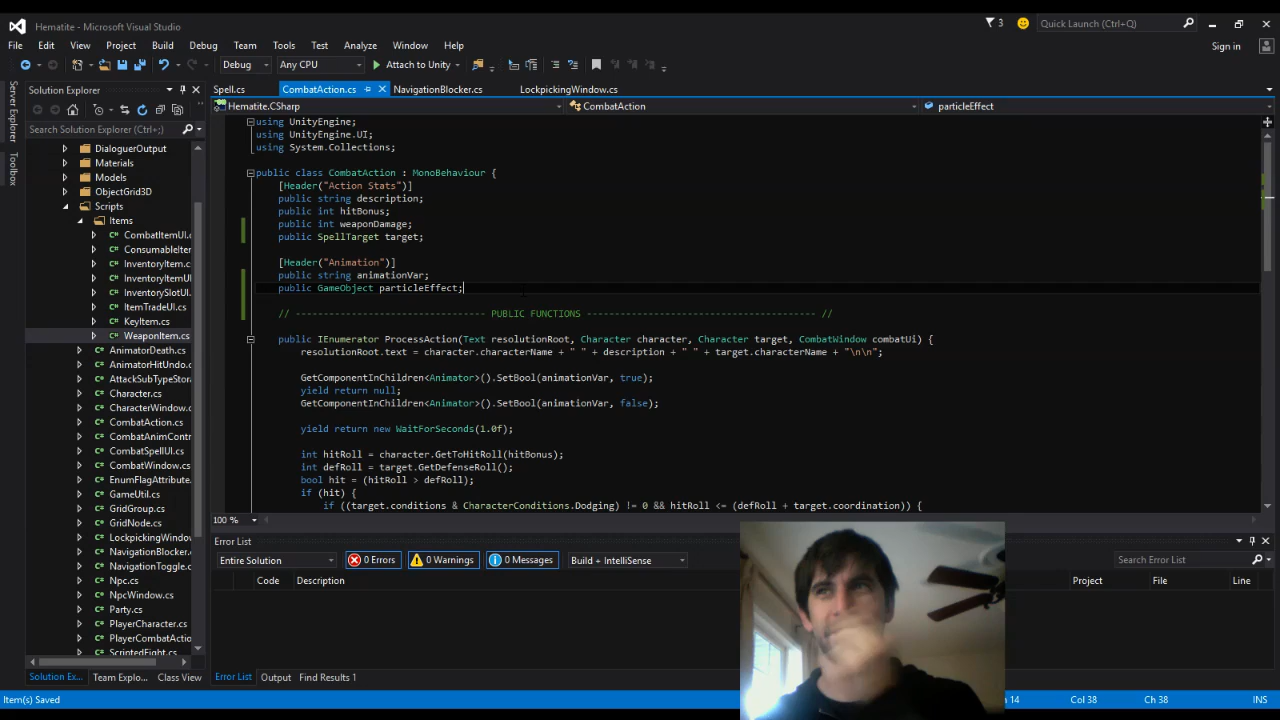 Hematite - Microsoft Visual Studio
3
Quick Launch (Ctrl+Q)
File Edit View Project Build Debug Team Tools Test Analyze Window Help
Sign in
Debug Any CPU Attach to Unity
Server Explorer
Toolbox
Solution Explorer
Search Solution Explorer (Ctrl+;)
DialoguerOutput
Materials
Models
ObjectGrid3D
Scripts
Items
CombatItemUI.c
ConsumableIter
InventoryItem.c
InventoryItemUI
InventorySlotUI
ItemTradeUI.cs
KeyItem.cs
WeaponItem.cs
AnimatorDeath.cs
AnimatorHitUndo.c
AttackSubTypeStor
Character.cs
CharacterWindow.c
CombatAction.cs
CombatAnimContr
CombatSpellUI.cs
CombatWindow.cs
EnumFlagAttribute
GameUtil.cs
GridGroup.cs
GridNode.cs
LockpickingWindow
NavigationBlocker.
NavigationToggle.c
Npc.cs
NpcWindow.cs
Party.cs
PlayerCharacter.cs
PlayerCombatActio
ScriptedFight.cs
Solution Ex... Team Explo... Class View
Spell.cs CombatAction.cs NavigationBlocker.cs LockpickingWindow.cs
Hematite.CSharp CombatAction particleEffect
using UnityEngine;
using UnityEngine.UI;
using System.Collections;
public class CombatAction : MonoBehaviour {
[Header("Action Stats")]
public string description;
public int hitBonus;
public int weaponDamage;
public SpellTarget target;
[Header("Animation")]
public string animationVar;
public GameObject particleEffect;
// --------------------------------- PUBLIC FUNCTIONS ---------------------------------------- //
public IEnumerator ProcessAction(Text resolutionRoot, Character character, Character target, CombatWindow combatUi) {
resolutionRoot.text = character.characterName + " " + description + " " + target.characterName + "\n\n";
GetComponentInChildren<Animator>().SetBool(animationVar, true);
yield return null;
GetComponentInChildren<Animator>().SetBool(animationVar, false);
yield return new WaitForSeconds(1.0f);
int hitRoll = character.GetToHitRoll(hitBonus);
int defRoll = target.GetDefenseRoll();
bool hit = (hitRoll > defRoll);
if (hit) {
if ((target.conditions & CharacterConditions.Dodging) != 0 && hitRoll <= (defRoll + target.coordination)) {
100 %
Error List
Entire Solution 0 Errors 0 Warnings 0 Messages Build + IntelliSense Search Error List
Code Description Project File Line
Error List Output Find Results 1
Item(s) Saved 14 Col 38 Ch 38 INS